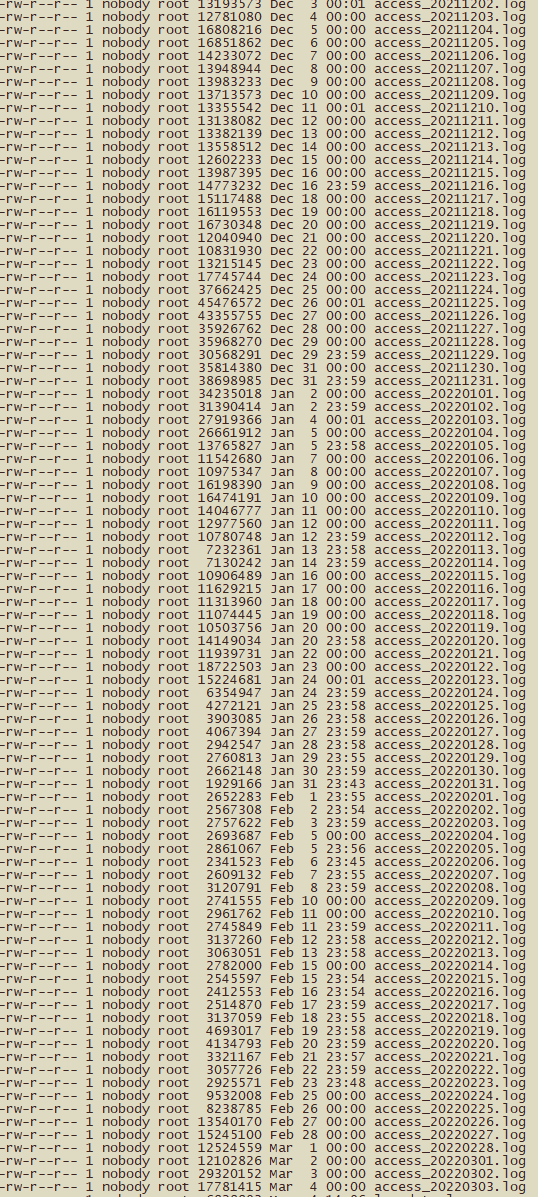 -rw-r--r-- 1 nobody root 13193573 Dec  3 00:01 access_20211202.log
-rw-r--r-- 1 nobody root 12781080 Dec  4 00:00 access_20211203.log
-rw-r--r-- 1 nobody root 16808216 Dec  5 00:00 access_20211204.log
-rw-r--r-- 1 nobody root 16851862 Dec  6 00:00 access_20211205.log
-rw-r--r-- 1 nobody root 14233072 Dec  7 00:00 access_20211206.log
-rw-r--r-- 1 nobody root 13948944 Dec  8 00:00 access_20211207.log
-rw-r--r-- 1 nobody root 13983233 Dec  9 00:00 access_20211208.log
-rw-r--r-- 1 nobody root 13713573 Dec 10 00:00 access_20211209.log
-rw-r--r-- 1 nobody root 13355542 Dec 11 00:01 access_20211210.log
-rw-r--r-- 1 nobody root 13138082 Dec 12 00:00 access_20211211.log
-rw-r--r-- 1 nobody root 13382139 Dec 13 00:00 access_20211212.log
-rw-r--r-- 1 nobody root 13558512 Dec 14 00:00 access_20211213.log
-rw-r--r-- 1 nobody root 12602233 Dec 15 00:00 access_20211214.log
-rw-r--r-- 1 nobody root 13987395 Dec 16 00:00 access_20211215.log
-rw-r--r-- 1 nobody root 14773232 Dec 16 23:59 access_20211216.log
-rw-r--r-- 1 nobody root 15117488 Dec 18 00:00 access_20211217.log
-rw-r--r-- 1 nobody root 16119553 Dec 19 00:00 access_20211218.log
-rw-r--r-- 1 nobody root 16730348 Dec 20 00:00 access_20211219.log
-rw-r--r-- 1 nobody root 12040940 Dec 21 00:00 access_20211220.log
-rw-r--r-- 1 nobody root 10831930 Dec 22 00:00 access_20211221.log
-rw-r--r-- 1 nobody root 13215145 Dec 23 00:00 access_20211222.log
-rw-r--r-- 1 nobody root 17745744 Dec 24 00:00 access_20211223.log
-rw-r--r-- 1 nobody root 37662425 Dec 25 00:00 access_20211224.log
-rw-r--r-- 1 nobody root 45476572 Dec 26 00:01 access_20211225.log
-rw-r--r-- 1 nobody root 43355755 Dec 27 00:00 access_20211226.log
-rw-r--r-- 1 nobody root 35926762 Dec 28 00:00 access_20211227.log
-rw-r--r-- 1 nobody root 35968270 Dec 29 00:00 access_20211228.log
-rw-r--r-- 1 nobody root 30568291 Dec 29 23:59 access_20211229.log
-rw-r--r-- 1 nobody root 35814380 Dec 31 00:00 access_20211230.log
-rw-r--r-- 1 nobody root 38698985 Dec 31 23:59 access_20211231.log
-rw-r--r-- 1 nobody root 34235018 Jan  2 00:00 access_20220101.log
-rw-r--r-- 1 nobody root 31390414 Jan  2 23:59 access_20220102.log
-rw-r--r-- 1 nobody root 27919366 Jan  4 00:01 access_20220103.log
-rw-r--r-- 1 nobody root 26661912 Jan  5 00:00 access_20220104.log
-rw-r--r-- 1 nobody root 13765827 Jan  5 23:58 access_20220105.log
-rw-r--r-- 1 nobody root 11542680 Jan  7 00:00 access_20220106.log
-rw-r--r-- 1 nobody root 10975347 Jan  8 00:00 access_20220107.log
-rw-r--r-- 1 nobody root 16198390 Jan  9 00:00 access_20220108.log
-rw-r--r-- 1 nobody root 16474191 Jan 10 00:00 access_20220109.log
-rw-r--r-- 1 nobody root 14046777 Jan 11 00:00 access_20220110.log
-rw-r--r-- 1 nobody root 12977560 Jan 12 00:00 access_20220111.log
-rw-r--r-- 1 nobody root 10780748 Jan 12 23:59 access_20220112.log
-rw-r--r-- 1 nobody root  7232361 Jan 13 23:58 access_20220113.log
-rw-r--r-- 1 nobody root  7130242 Jan 14 23:59 access_20220114.log
-rw-r--r-- 1 nobody root 10906489 Jan 16 00:00 access_20220115.log
-rw-r--r-- 1 nobody root 11629215 Jan 17 00:00 access_20220116.log
-rw-r--r-- 1 nobody root 11313960 Jan 18 00:00 access_20220117.log
-rw-r--r-- 1 nobody root 11074445 Jan 19 00:00 access_20220118.log
-rw-r--r-- 1 nobody root 10503756 Jan 20 00:00 access_20220119.log
-rw-r--r-- 1 nobody root 14149034 Jan 20 23:58 access_20220120.log
-rw-r--r-- 1 nobody root 11939731 Jan 22 00:00 access_20220121.log
-rw-r--r-- 1 nobody root 18722503 Jan 23 00:00 access_20220122.log
-rw-r--r-- 1 nobody root 15224681 Jan 24 00:01 access_20220123.log
-rw-r--r-- 1 nobody root  6354947 Jan 24 23:59 access_20220124.log
-rw-r--r-- 1 nobody root  4272121 Jan 25 23:58 access_20220125.log
-rw-r--r-- 1 nobody root  3903085 Jan 26 23:58 access_20220126.log
-rw-r--r-- 1 nobody root  4067394 Jan 27 23:59 access_20220127.log
-rw-r--r-- 1 nobody root  2942547 Jan 28 23:58 access_20220128.log
-rw-r--r-- 1 nobody root  2760813 Jan 29 23:55 access_20220129.log
-rw-r--r-- 1 nobody root  2662148 Jan 30 23:59 access_20220130.log
-rw-r--r-- 1 nobody root  1929166 Jan 31 23:43 access_20220131.log
-rw-r--r-- 1 nobody root  2652283 Feb  1 23:55 access_20220201.log
-rw-r--r-- 1 nobody root  2567308 Feb  2 23:54 access_20220202.log
-rw-r--r-- 1 nobody root  2757622 Feb  3 23:59 access_20220203.log
-rw-r--r-- 1 nobody root  2693687 Feb  5 00:00 access_20220204.log
-rw-r--r-- 1 nobody root  2861067 Feb  5 23:56 access_20220205.log
-rw-r--r-- 1 nobody root  2341523 Feb  6 23:45 access_20220206.log
-rw-r--r-- 1 nobody root  2609132 Feb  7 23:55 access_20220207.log
-rw-r--r-- 1 nobody root  3120791 Feb  8 23:59 access_20220208.log
-rw-r--r-- 1 nobody root  2741555 Feb 10 00:00 access_20220209.log
-rw-r--r-- 1 nobody root  2961762 Feb 11 00:00 access_20220210.log
-rw-r--r-- 1 nobody root  2745849 Feb 11 23:59 access_20220211.log
-rw-r--r-- 1 nobody root  3137260 Feb 12 23:58 access_20220212.log
-rw-r--r-- 1 nobody root  3063051 Feb 13 23:58 access_20220213.log
-rw-r--r-- 1 nobody root  2782000 Feb 15 00:00 access_20220214.log
-rw-r--r-- 1 nobody root  2545597 Feb 15 23:54 access_20220215.log
-rw-r--r-- 1 nobody root  2412553 Feb 16 23:54 access_20220216.log
-rw-r--r-- 1 nobody root  2514870 Feb 17 23:59 access_20220217.log
-rw-r--r-- 1 nobody root  3137059 Feb 18 23:55 access_20220218.log
-rw-r--r-- 1 nobody root  4693017 Feb 19 23:58 access_20220219.log
-rw-r--r-- 1 nobody root  4134793 Feb 20 23:59 access_20220220.log
-rw-r--r-- 1 nobody root  3321167 Feb 21 23:57 access_20220221.log
-rw-r--r-- 1 nobody root  3057726 Feb 22 23:59 access_20220222.log
-rw-r--r-- 1 nobody root  2925571 Feb 23 23:48 access_20220223.log
-rw-r--r-- 1 nobody root  9532008 Feb 25 00:00 access_20220224.log
-rw-r--r-- 1 nobody root  8238785 Feb 26 00:00 access_20220225.log
-rw-r--r-- 1 nobody root 13540170 Feb 27 00:00 access_20220226.log
-rw-r--r-- 1 nobody root 15245100 Feb 28 00:00 access_20220227.log
-rw-r--r-- 1 nobody root 12524559 Mar  1 00:00 access_20220228.log
-rw-r--r-- 1 nobody root 12102826 Mar  2 00:00 access_20220301.log
-rw-r--r-- 1 nobody root 29320152 Mar  3 00:00 access_20220302.log
-rw-r--r-- 1 nobody root 17781415 Mar  4 00:00 access_20220303.log